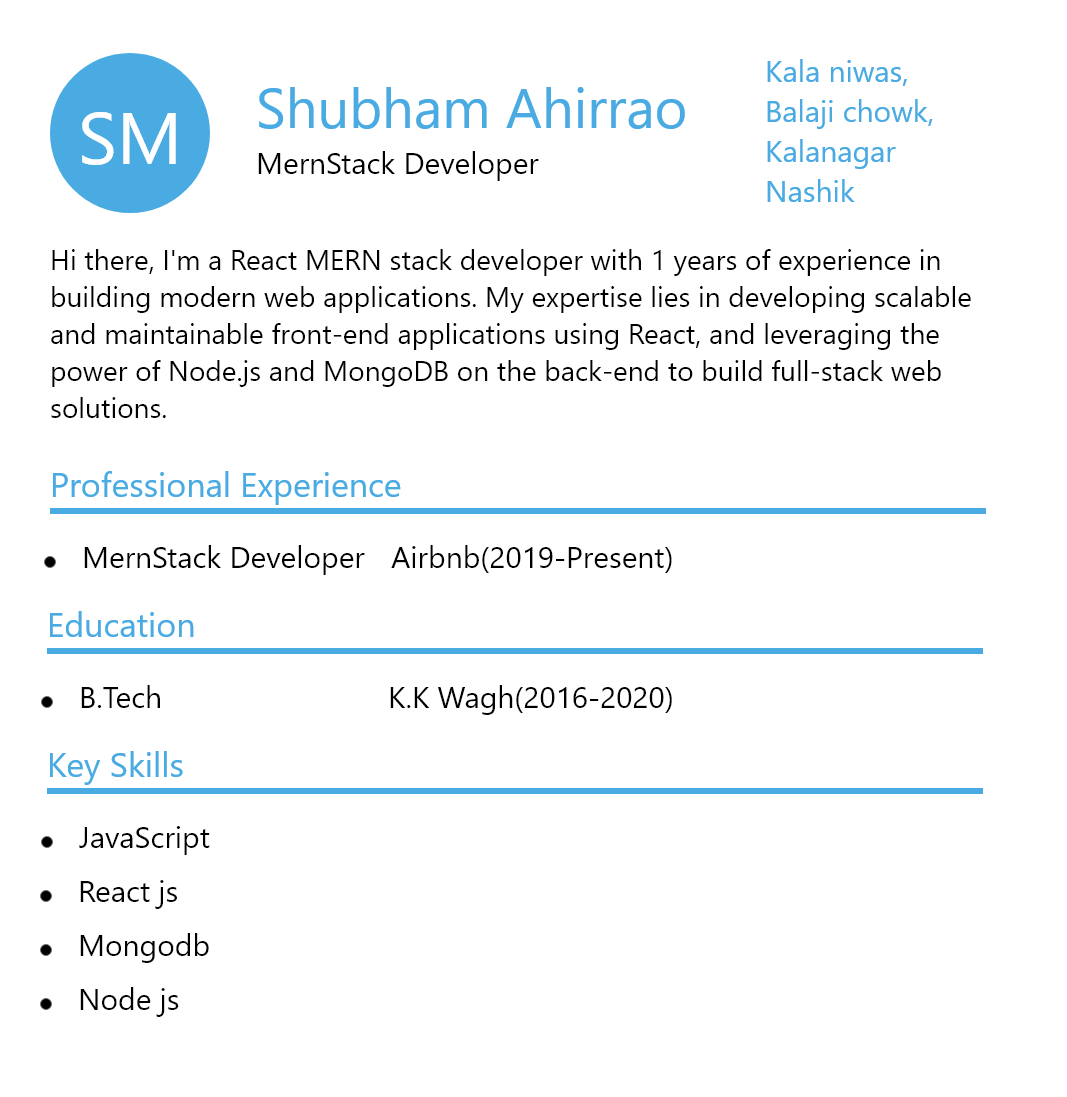 SM
Shubham Ahirrao
MernStack Developer
Kala niwas,
Balaji chowk,
Kalanagar
Nashik
Hi there, I'm a React MERN stack developer with 1 years of experience in
building modern web applications. My expertise lies in developing scalable
and maintainable front-end applications using React, and leveraging the
power of Node.js and MongoDB on the back-end to build full-stack web
solutions.
Professional Experience
MernStack Developer Airbnb(2019-Present)
Education
B.Tech K.K Wagh(2016-2020)
Key Skills
JavaScript
React js
Mongodb
Node js